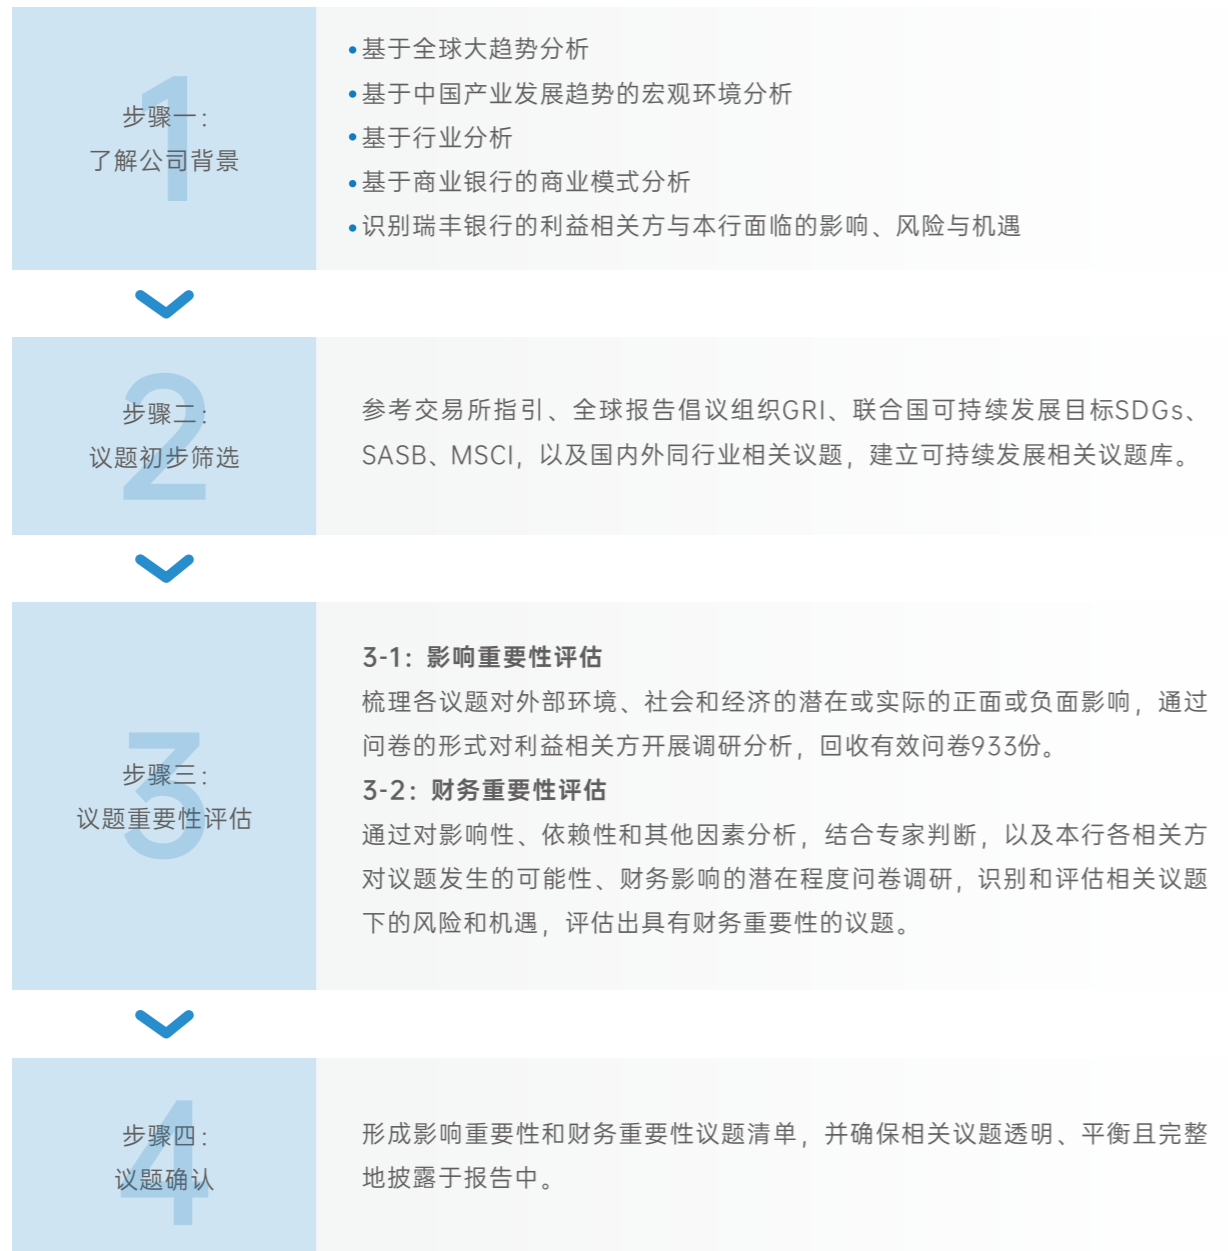 1
步骤一：
了解公司背景
•基于全球大趋势分析
•基于中国产业发展趋势的宏观环境分析
•基于行业分析
•基于商业银行的商业模式分析
•识别瑞丰银行的利益相关方与本行面临的影响、风险与机遇
2
步骤二：
议题初步筛选
参考交易所指引、全球报告倡议组织GRI、联合国可持续发展目标SDGs、
SASB、MSCI，以及国内外同行业相关议题，建立可持续发展相关议题库。
3
步骤三：
议题重要性评估
3-1：影响重要性评估
梳理各议题对外部环境、社会和经济的潜在或实际的正面或负面影响，通过
问卷的形式对利益相关方开展调研分析，回收有效问卷933份。
3-2：财务重要性评估
通过对影响性、依赖性和其他因素分析，结合专家判断，以及本行各相关方
对议题发生的可能性、财务影响的潜在程度问卷调研，识别和评估相关议题
下的风险和机遇，评估出具有财务重要性的议题。
4
步骤四：
议题确认
形成影响重要性和财务重要性议题清单，并确保相关议题透明、平衡且完整
地披露于报告中。